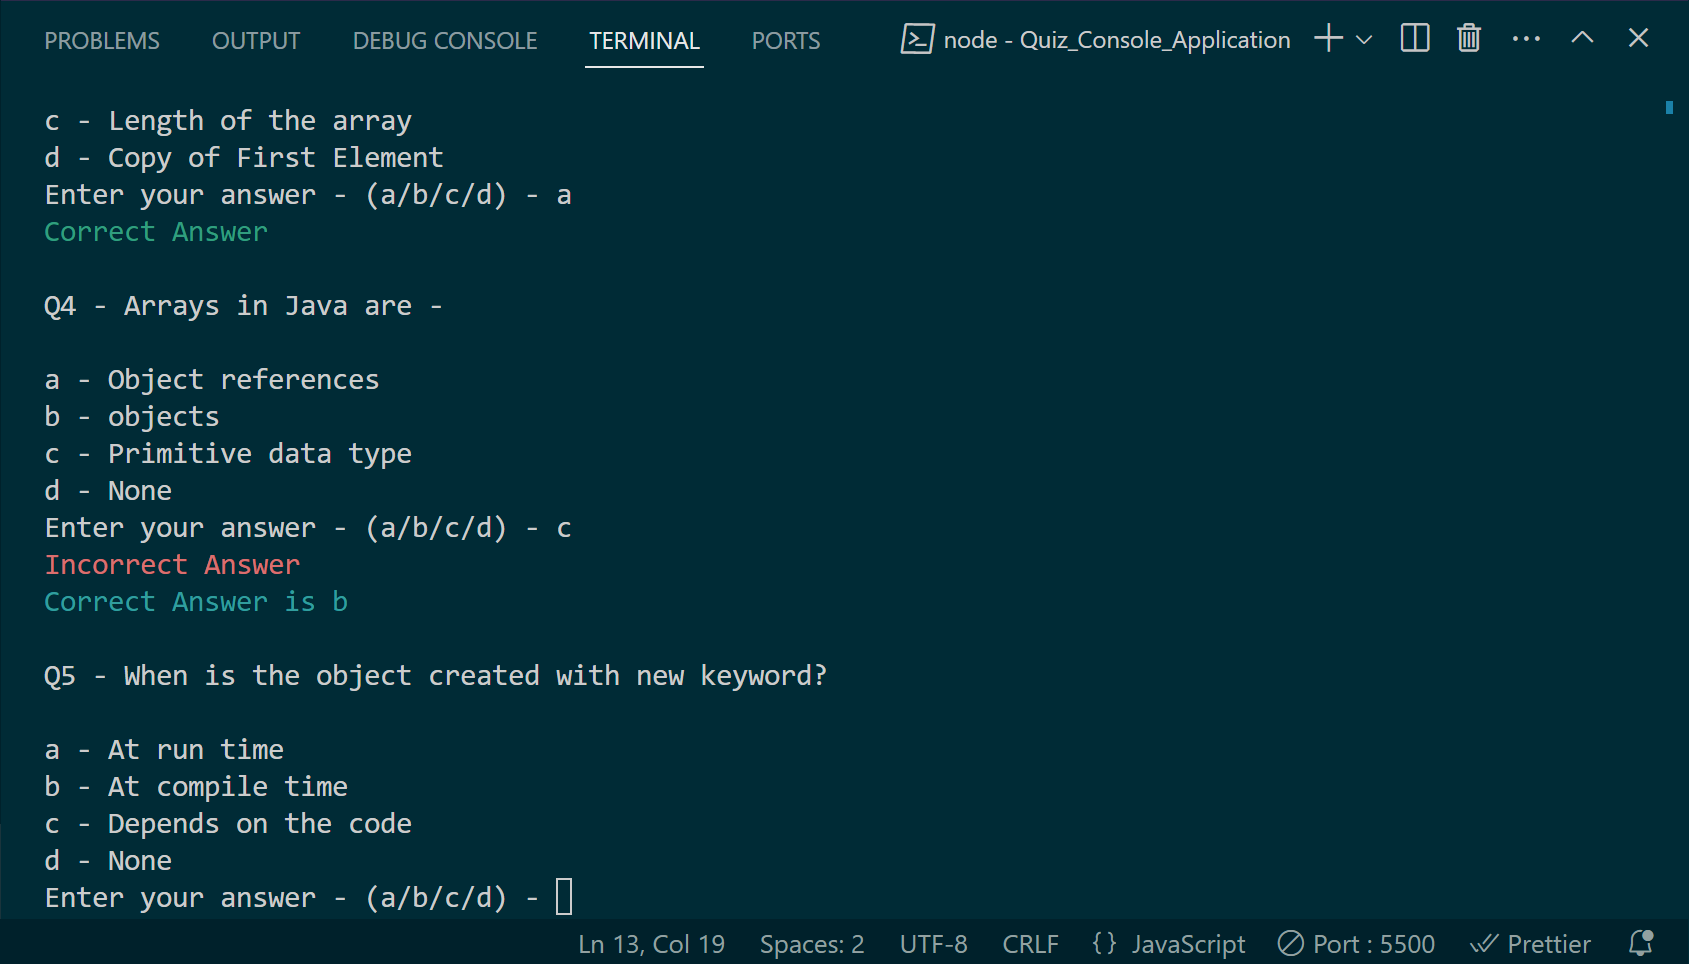 PROBLEMS OUTPUT DEBUG CONSOLE TERMINAL PORTS node - Quiz_Console_Application
c - Length of the array
d - Copy of First Element
Enter your answer - (a/b/c/d) - a
Correct Answer
Q4 - Arrays in Java are -
a - Object references
b - objects
c - Primitive data type
d - None
Enter your answer - (a/b/c/d) - c
Incorrect Answer
Correct Answer is b
Q5 - When is the object created with new keyword?
a - At run time
b - At compile time
c - Depends on the code
d - None
Enter your answer - (a/b/c/d) -
Ln 13, Col 19 Spaces: 2 UTF-8 CRLF {} JavaScript Port : 5500 Prettier